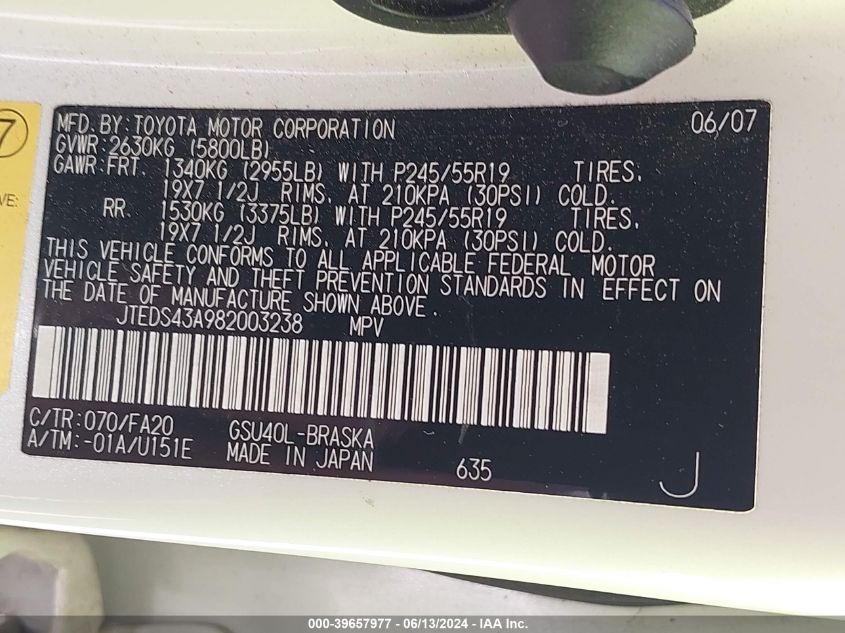 7
VE:
MFD. BY: TOYOTA MOTOR CORPORATION 06/07
GVWR: 2630KG (5800LB)
GAWR: FRT. 1340KG (2955LB) WITH P245/55R19 TIRES,
19X7 1/2J RIMS, AT 210KPA (30PSI) COLD.
RR. 1530KG (3375LB) WITH P245/55R19 TIRES,
19X7 1/2J RIMS, AT 210KPA (30PSI) COLD.
THIS VEHICLE CONFORMS TO ALL APPLICABLE FEDERAL MOTOR
VEHICLE SAFETY AND THEFT PREVENTION STANDARDS IN EFFECT ON
THE DATE OF MANUFACTURE SHOWN ABOVE.
JTEDS43A982003238 MPV
C/TR: 070/FA20 GSU40L-BRASKA
A/TM: -01A/U151E MADE IN JAPAN 635 J
000-39657977 - 06/13/2024 - IAA Inc.